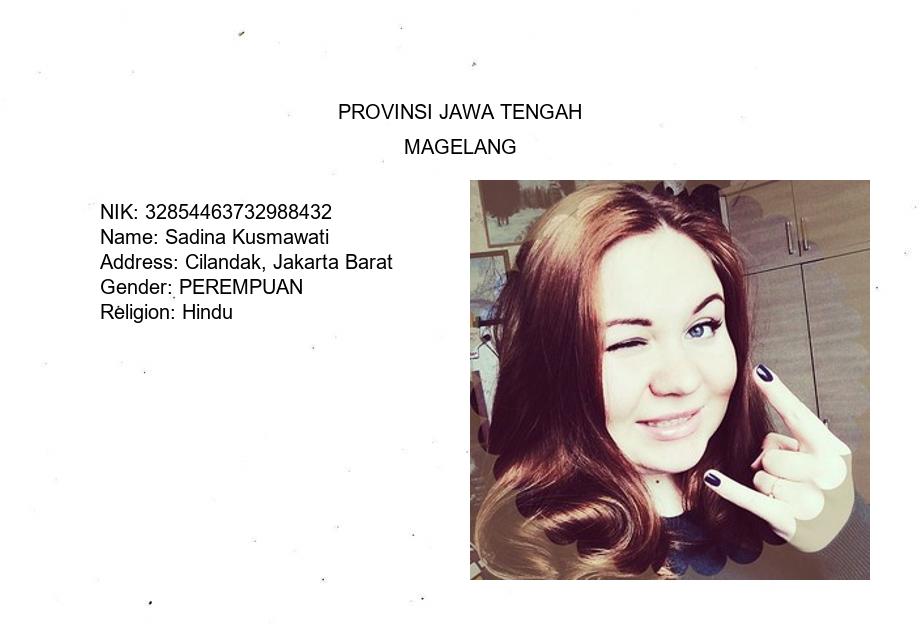 PROVINSI JAWA TENGAH
MAGELANG
NIK: 32854463732988432
Name: Sadina Kusmawati
Address: Cilandak, Jakarta Barat
Gender: PEREMPUAN
Religion: Hindu